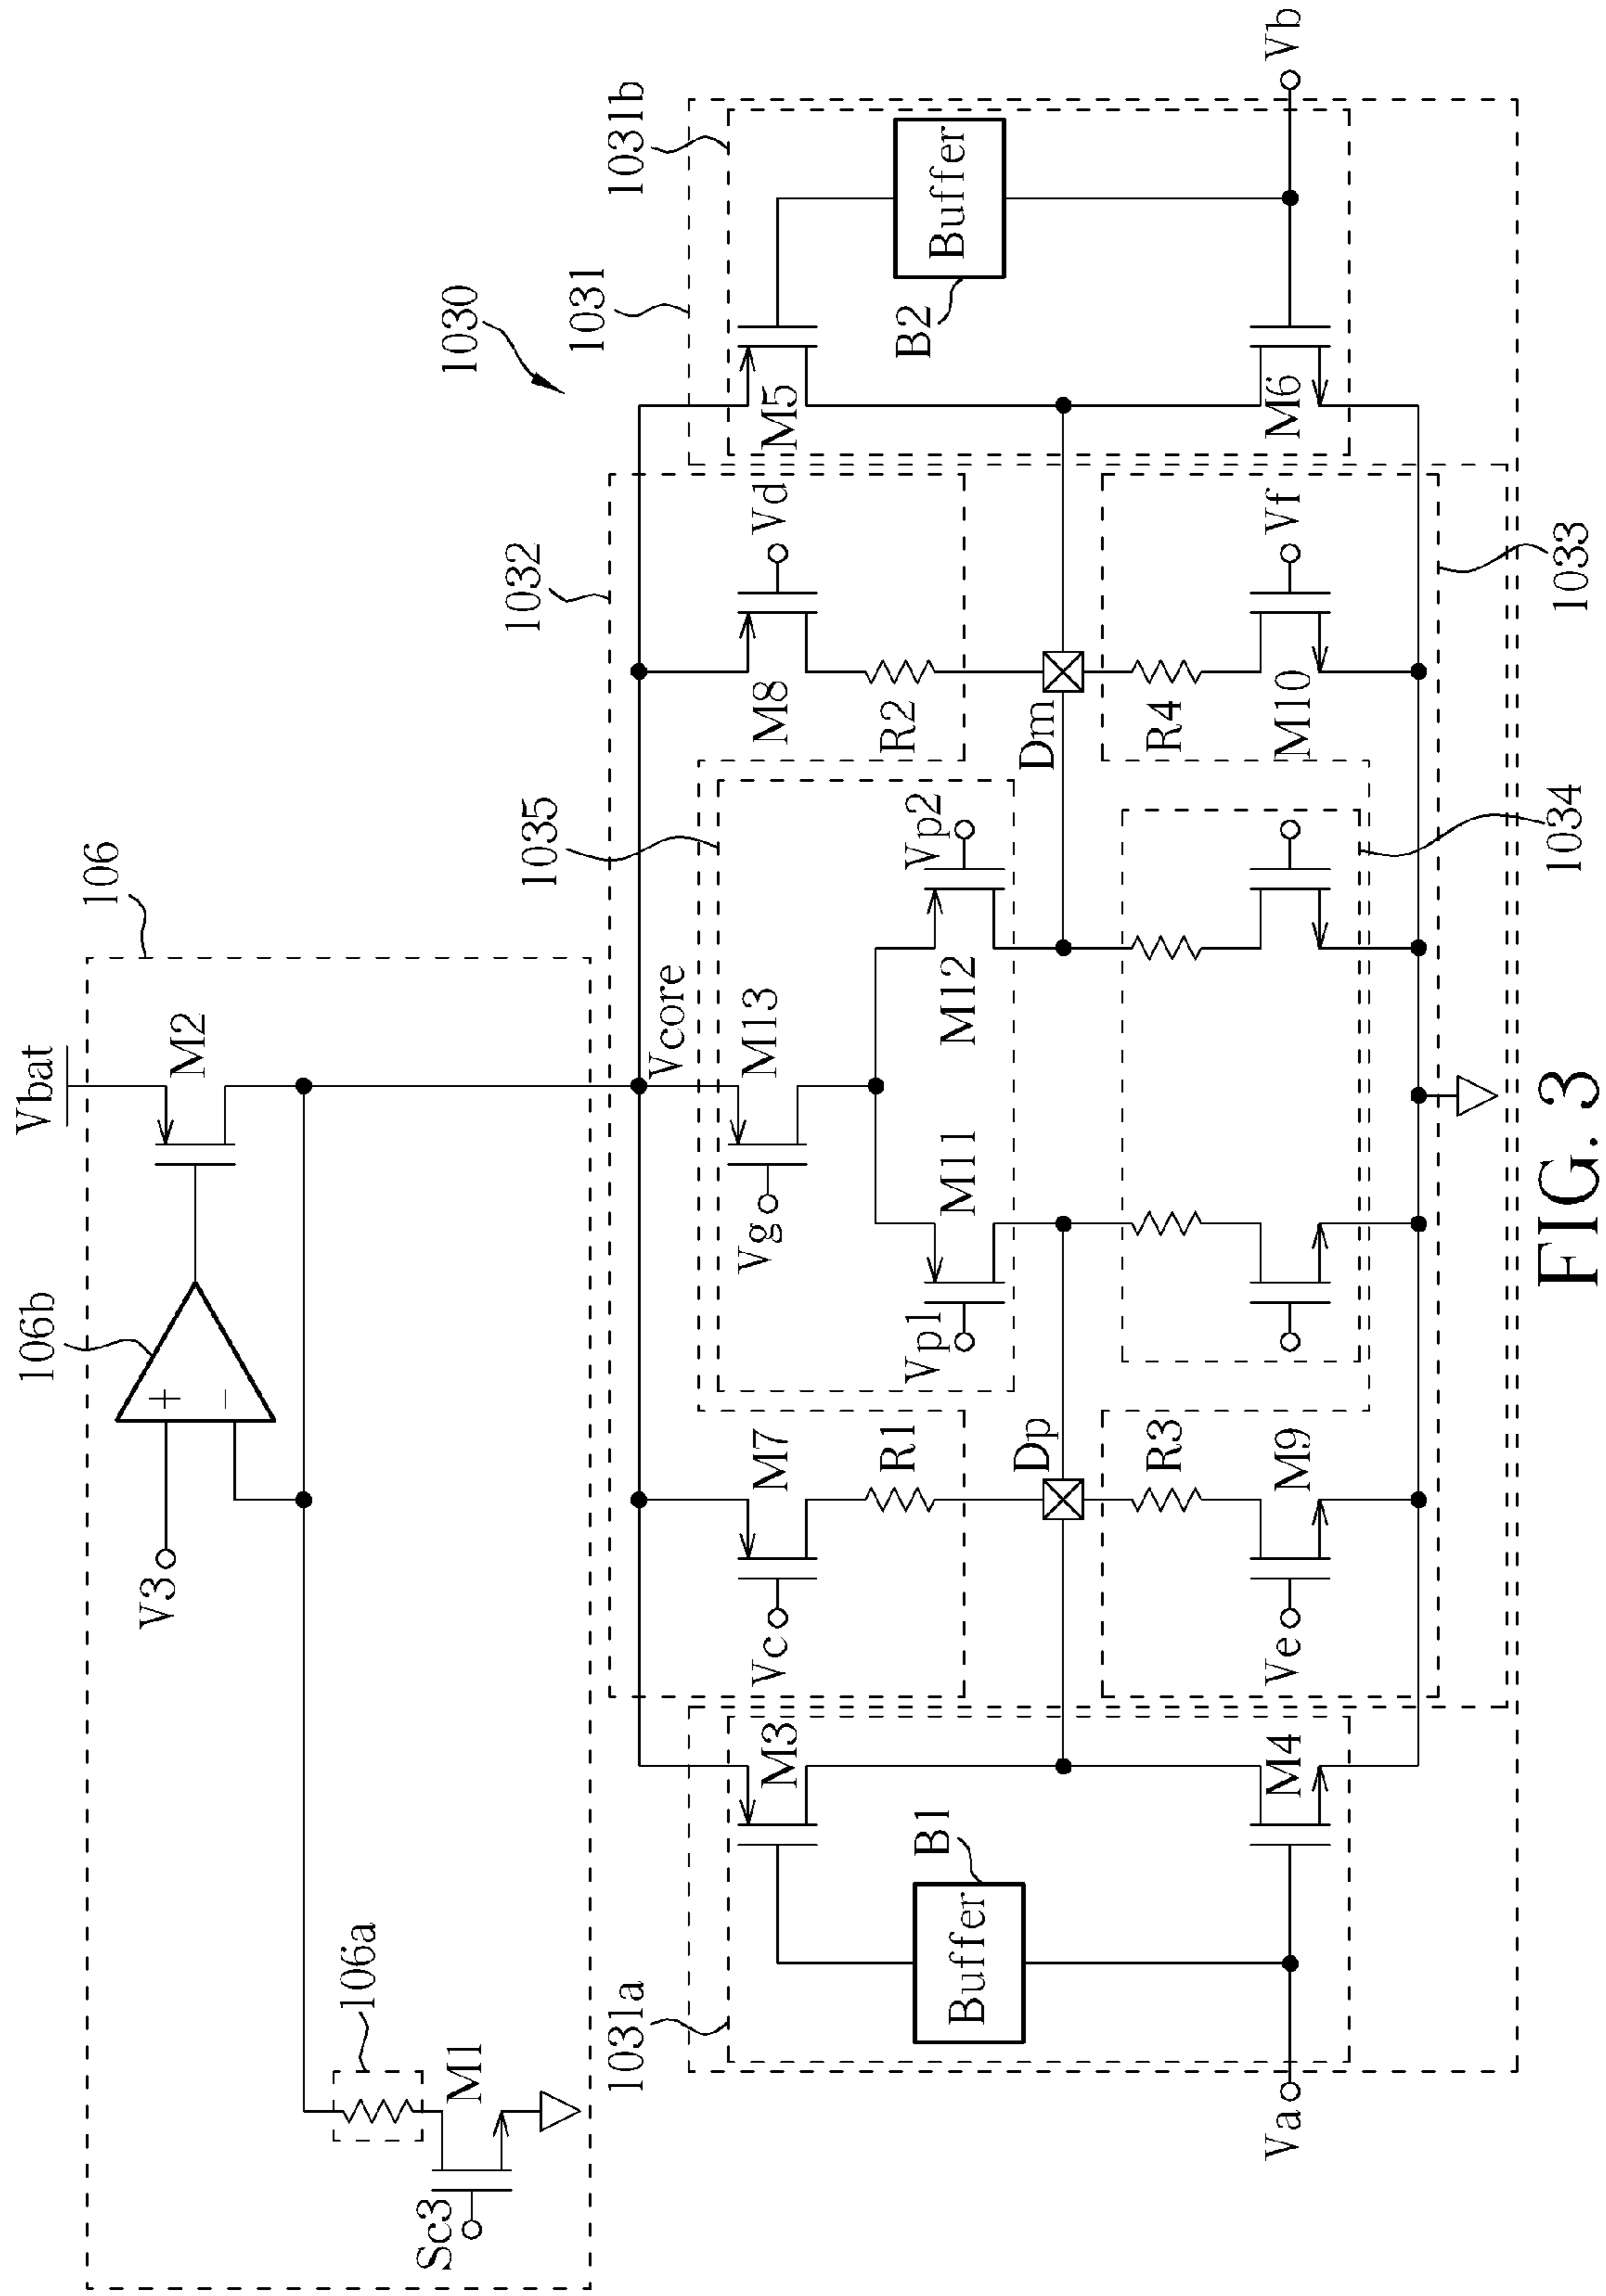 Vbat
106
106b
M2
+
-
V3
106a
M1
Sc3
Vcore
1030
1035
1032
1031
1031b
1031a
M3
M7
Vc
Vg
M13
M8
Vd
M5
B1
Buffer
R1
Vp1
M11
M12
Vp2
R2
B2
Buffer
Dp
Dm
R3
R4
Va
M4
Ve
M9
M10
Vf
M6
Vb
1034
1033
FIG. 3